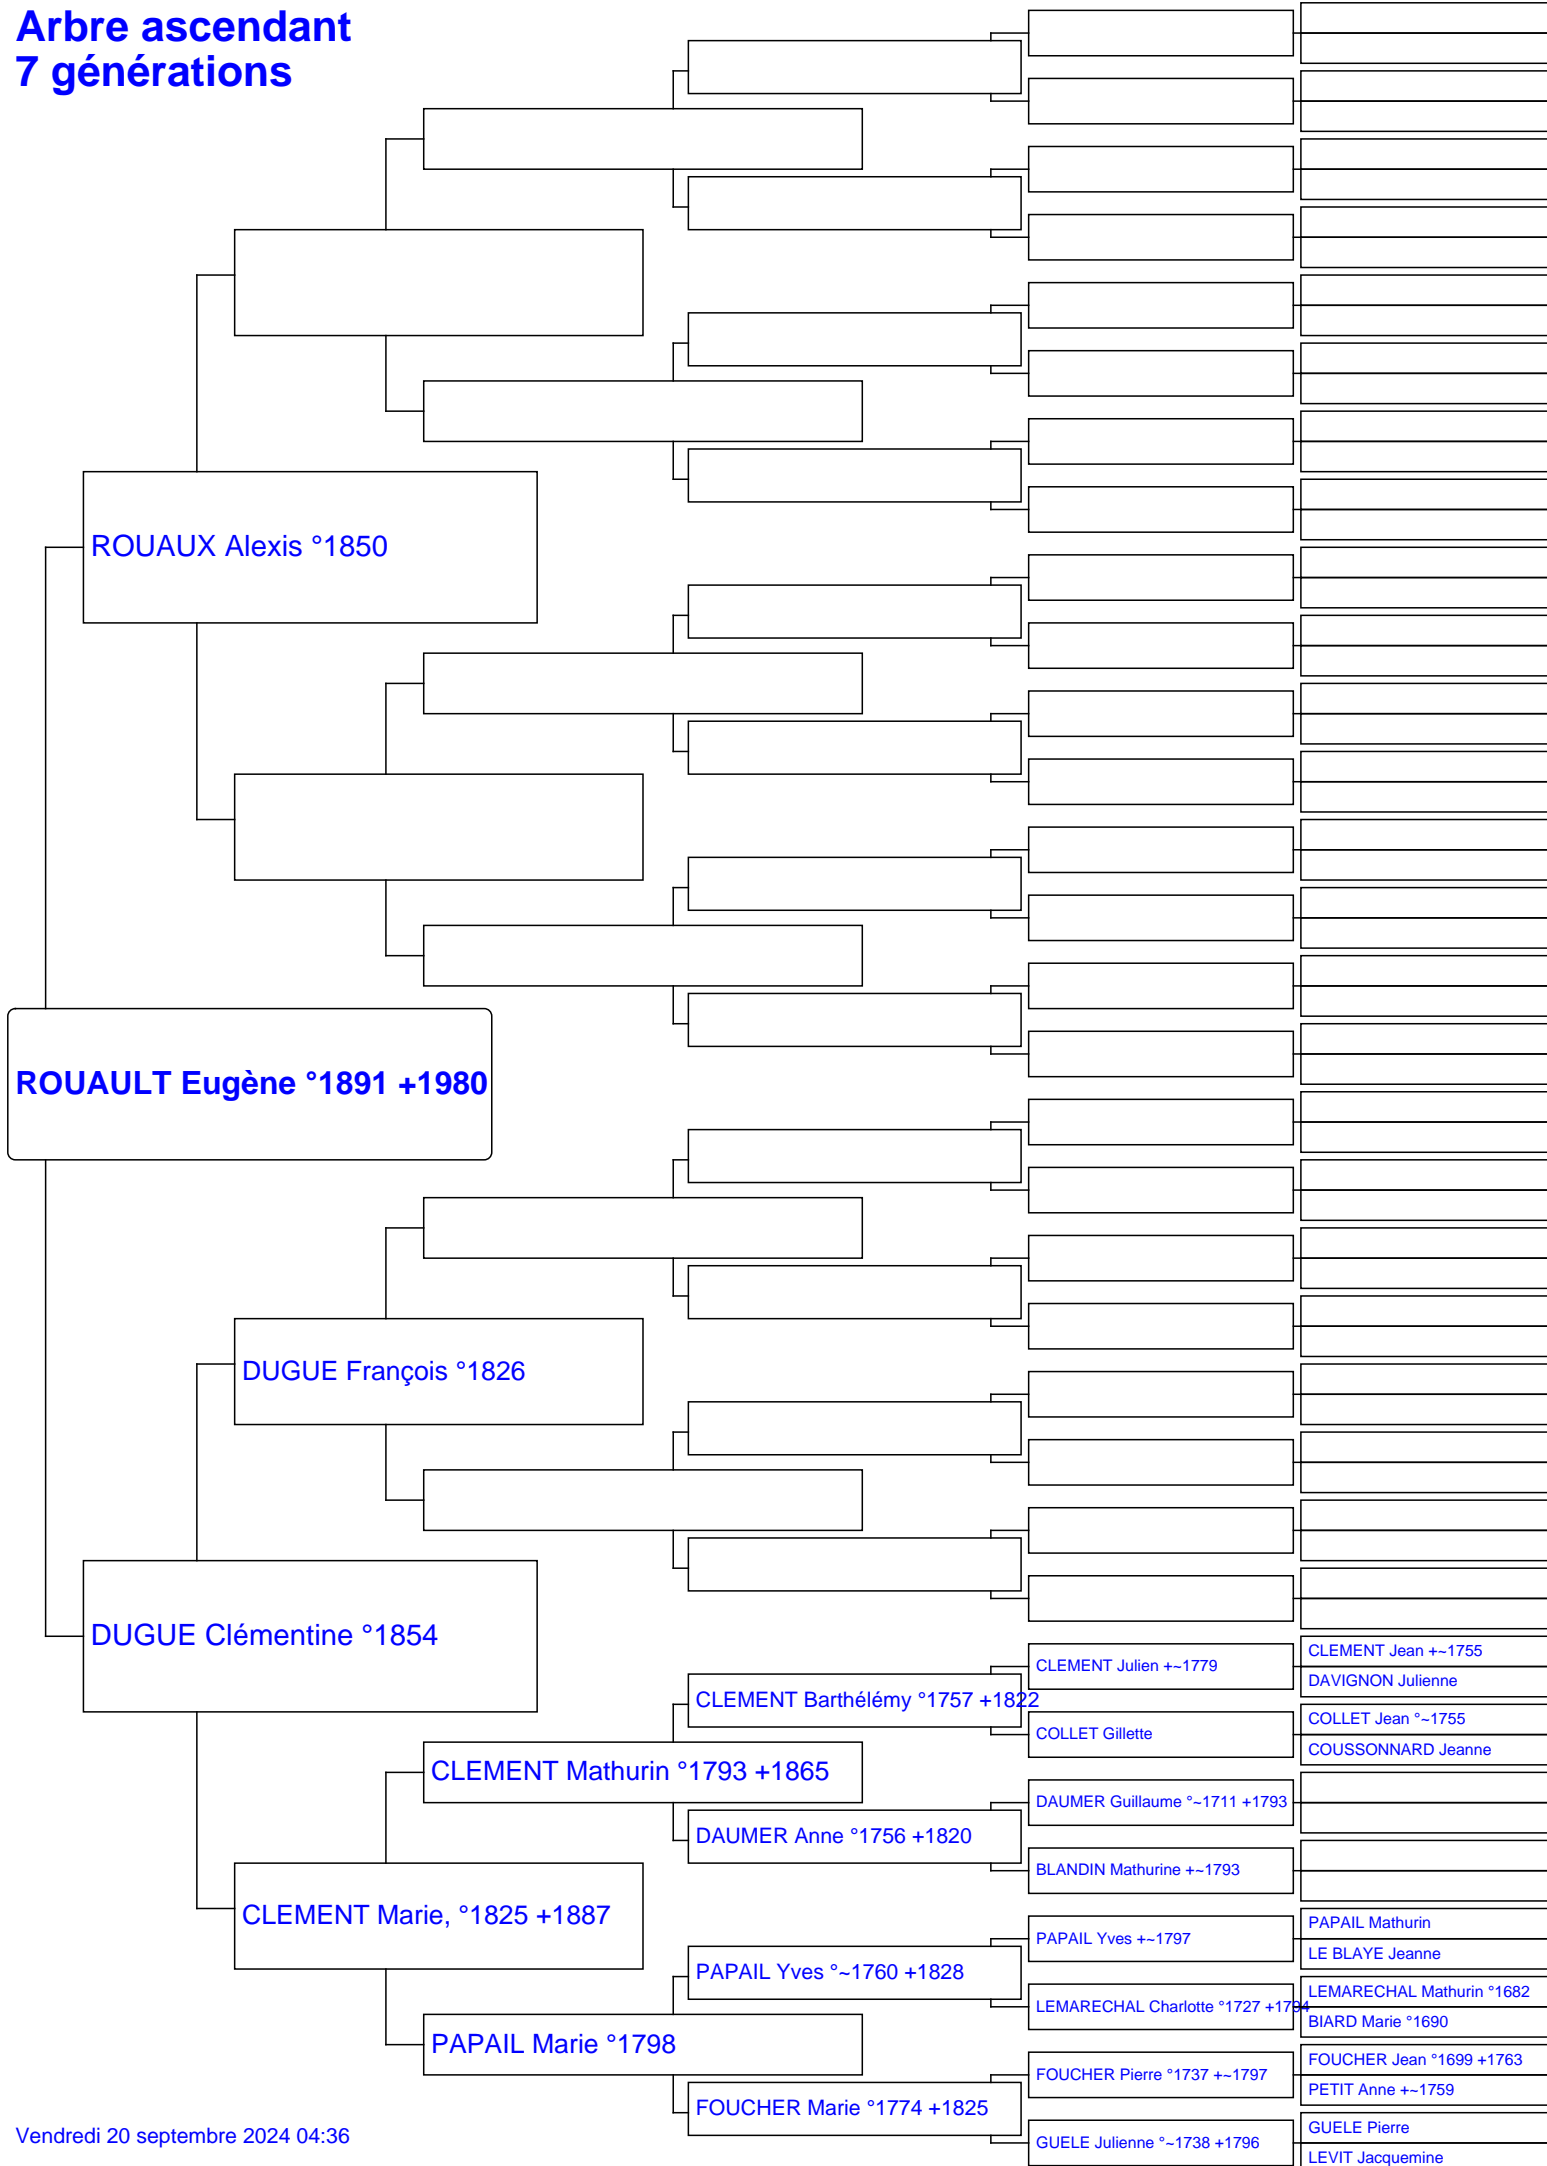 Arbre ascendant
7 générations
ROUAUX Alexis °1850
ROUAULT Eugène °1891 +1980
DUGUE François °1826
DUGUE Clémentine °1854
CLEMENT Julien +~1779
CLEMENT Jean +~1755
DAVIGNON Julienne
CLEMENT Barthélémy °1757 +1822
COLLET Gillette
COLLET Jean °~1755
COUSSONNARD Jeanne
CLEMENT Mathurin °1793 +1865
DAUMER Guillaume °~1711 +1793
DAUMER Anne °1756 +1820
BLANDIN Mathurine +~1793
CLEMENT Marie, °1825 +1887
PAPAIL Yves +~1797
PAPAIL Mathurin
LE BLAYE Jeanne
PAPAIL Yves °~1760 +1828
LEMARECHAL Charlotte °1727 +1794
LEMARECHAL Mathurin °1682
BIARD Marie °1690
PAPAIL Marie °1798
FOUCHER Pierre °1737 +~1797
FOUCHER Jean °1699 +1763
PETIT Anne +~1759
FOUCHER Marie °1774 +1825
GUELE Julienne °~1738 +1796
GUELE Pierre
LEVIT Jacquemine
Vendredi 20 septembre 2024 04:36